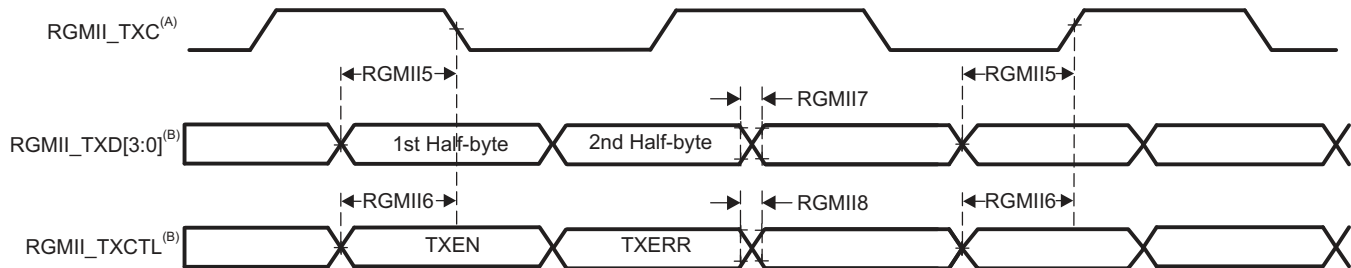 RGMII_TXC(A)
RGMII5
RGMII5
RGMII7
RGMII_TXD[3:0](B)
1st Half-byte
2nd Half-byte
RGMII6
RGMII8
RGMII6
RGMII_TXCTL(B)
TXEN
TXERR